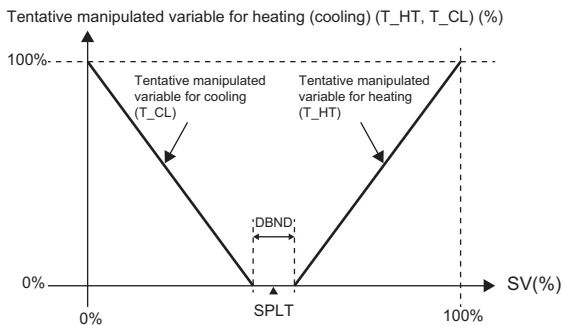 Tentative manipulated variable for heating (cooling) (T_HT, T_CL) (%)
100%
Tentative manipulated
variable for cooling
(T_CL)
Tentative manipulated
variable for heating
(T_HT)
DBND
0%
SV(%)
0%
SPLT
100%